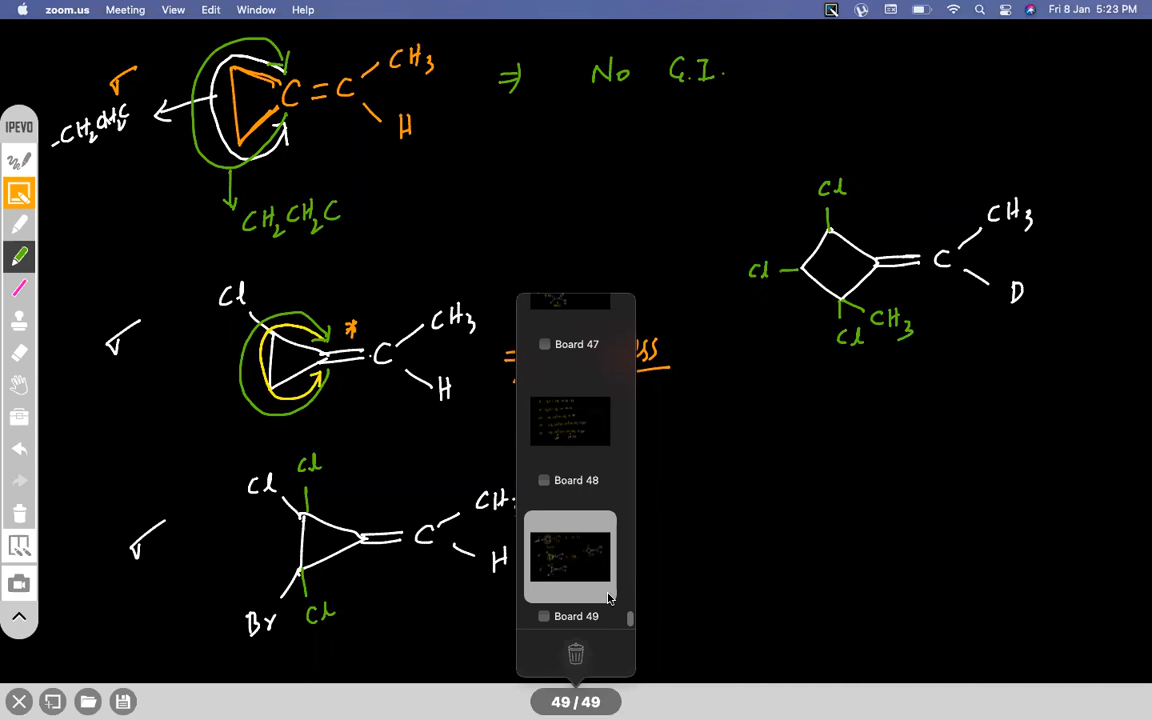 zoom.us Meeting View Edit Window Help Fri 8 Jan 5:23 PM
IPEVO
C = C
CH3
H
⇒ No G.I.
-CH2CH2C
CH2CH2C
Cl
Cl
Cl
CH3
C
CH3
D
Cl
*
C
CH3
H
=
Cl
Cl
Br
Cl
C
CH
H
Board 47
Board 48
Board 49
49 / 49